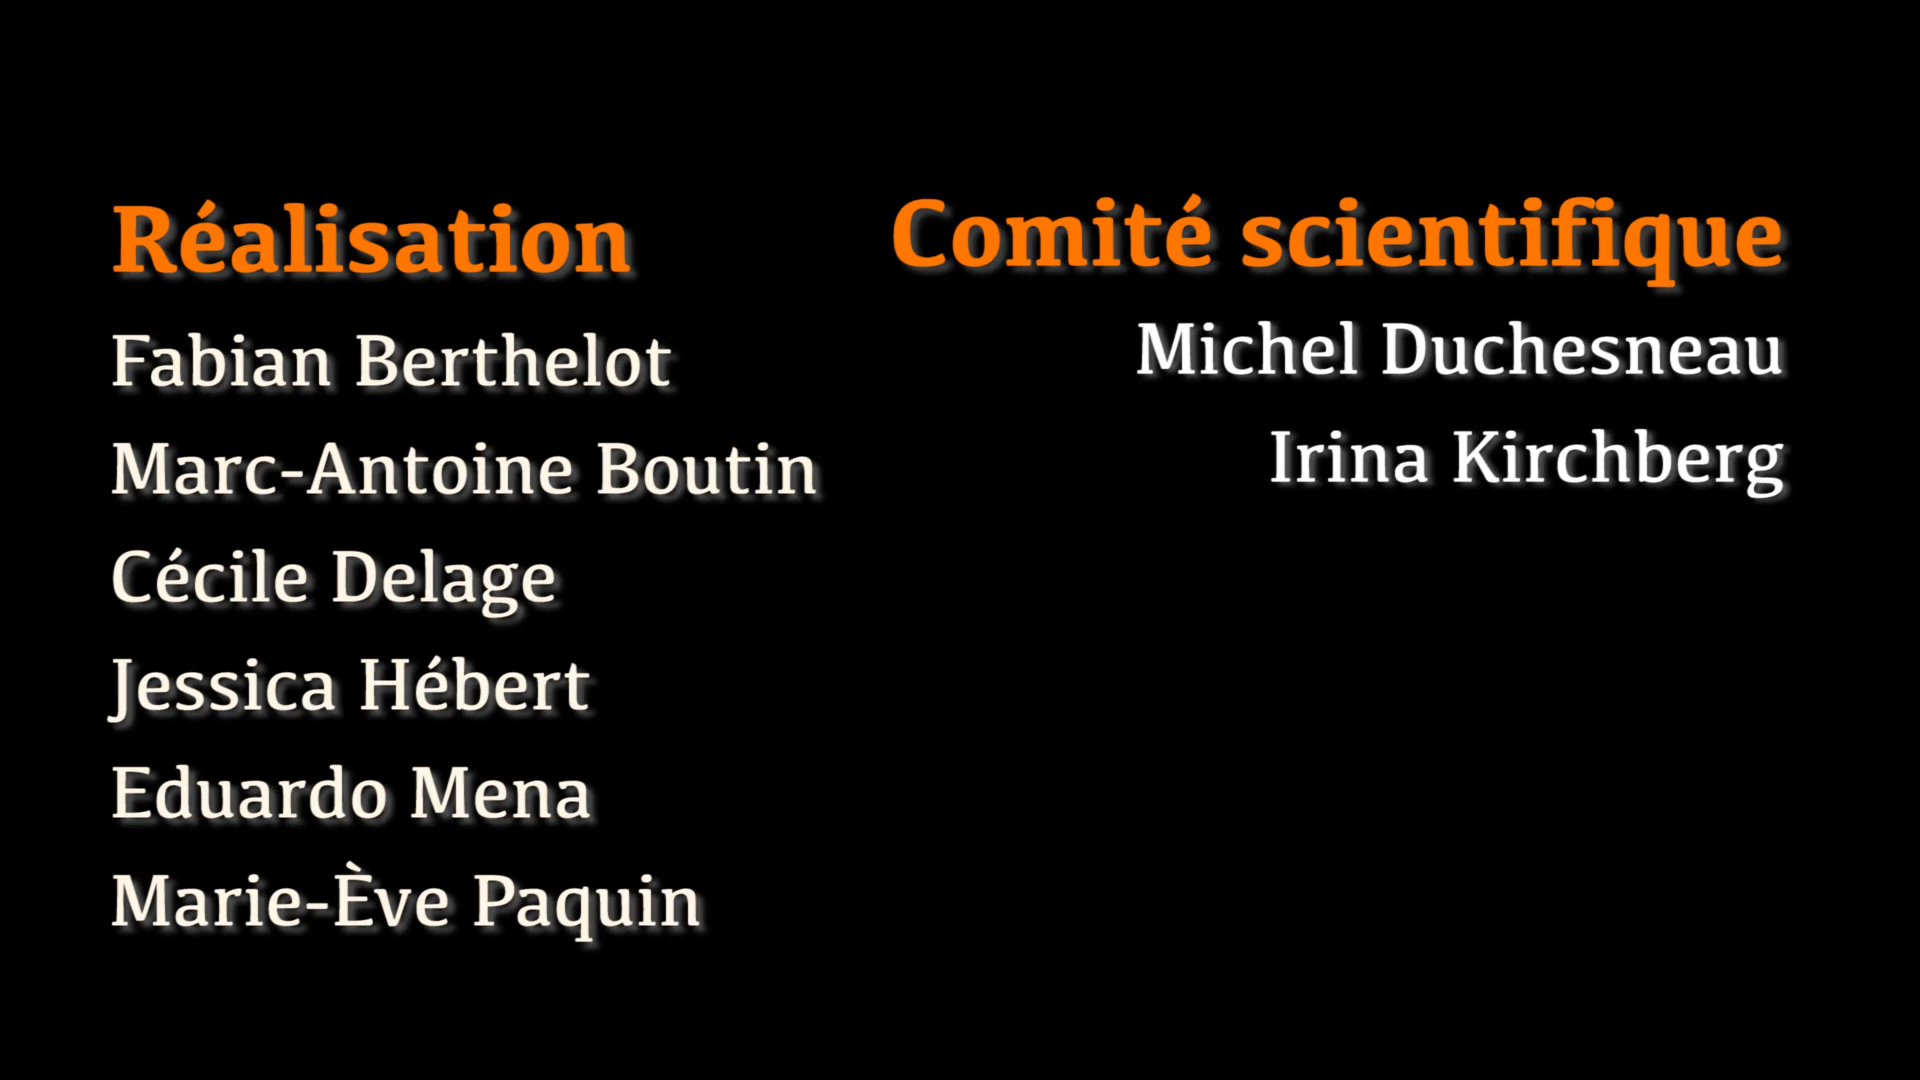 Réalisation
Fabian Berthelot
Marc-Antoine Boutin
Cécile Delage
Jessica Hébert
Eduardo Mena
Marie-Ève Paquin
Comité scientifique
Michel Duchesneau
Irina Kirchberg